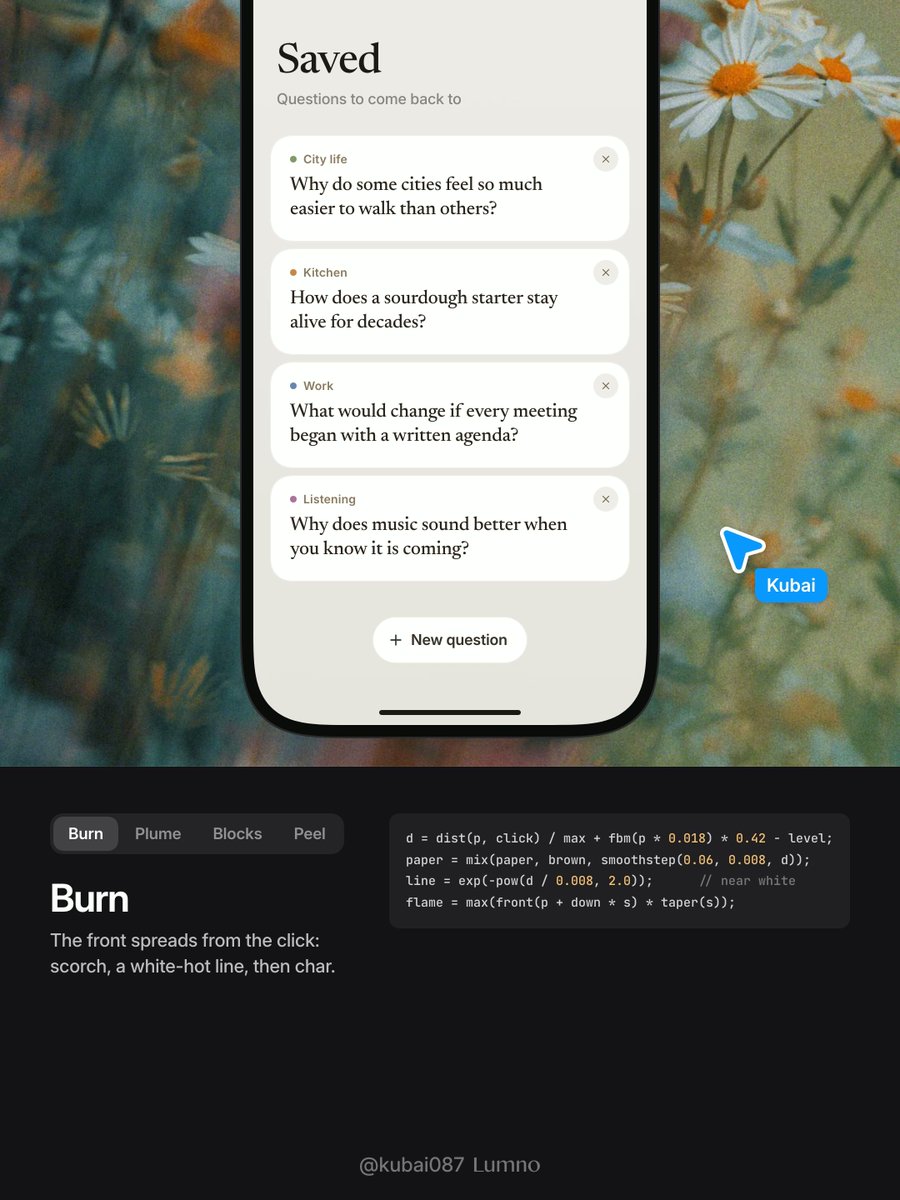 Saved
Questions to come back to
City life
Why do some cities feel so much
easier to walk than others?
Kitchen
How does a sourdough starter stay
alive for decades?
Work
What would change if every meeting
began with a written agenda?
Listening
Why does music sound better when
you know it is coming?
+ New question
Kubai
Burn Plume Blocks Peel
Burn
The front spreads from the click:
scorch, a white-hot line, then char.
d = dist(p, click) / max + fbm(p * 0.018) * 0.42 - level;
paper = mix(paper, brown, smoothstep(0.06, 0.008, d));
line = exp(-pow(d / 0.008, 2.0)); // near white
flame = max(front(p + down * s) * taper(s));
@kubai087 Lumno